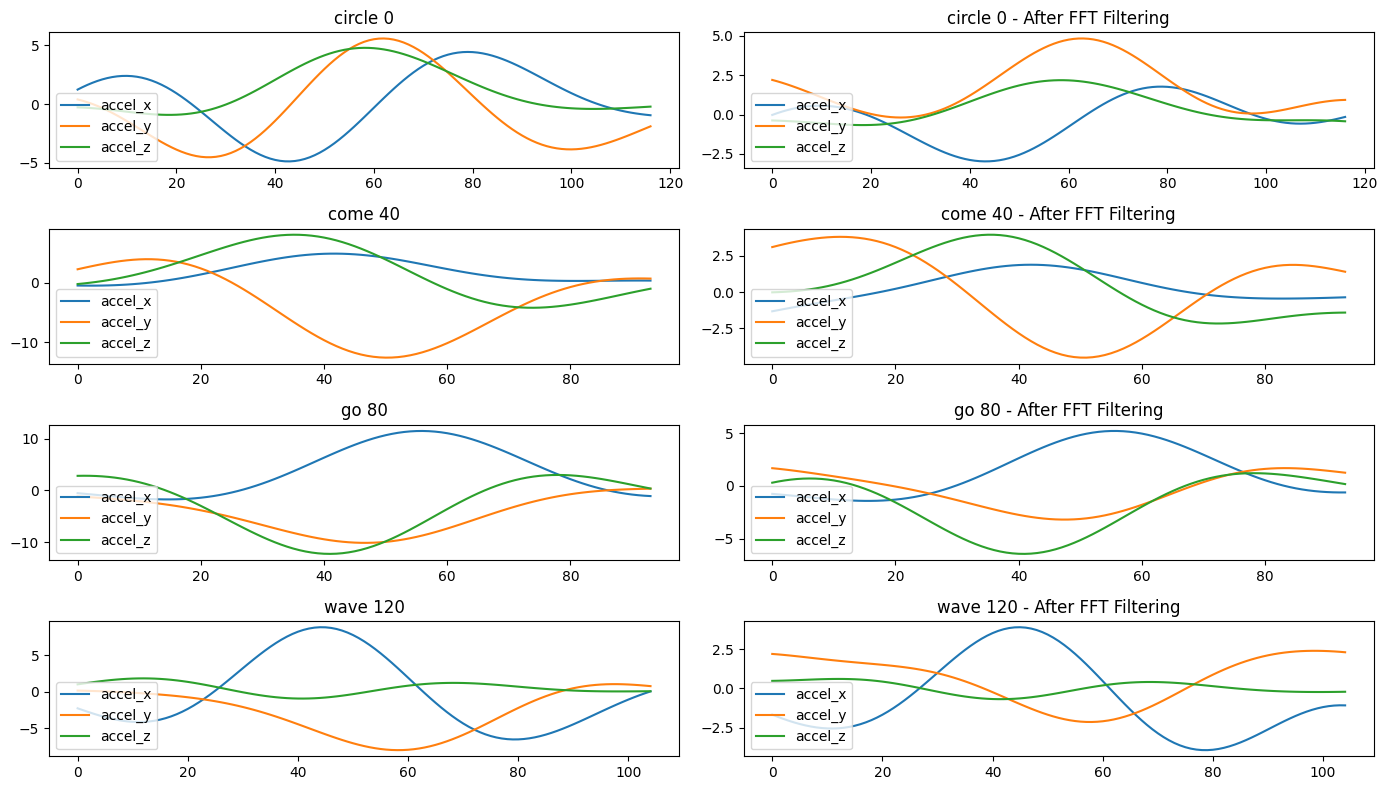 circle 0
5
0
−5
accel_x
accel_y
accel_z
0 20 40 60 80 100 120
circle 0 - After FFT Filtering
5.0
2.5
0.0
−2.5
accel_x
accel_y
accel_z
0 20 40 60 80 100 120
come 40
0
−10
accel_x
accel_y
accel_z
0 20 40 60 80
come 40 - After FFT Filtering
2.5
0.0
−2.5
accel_x
accel_y
accel_z
0 20 40 60 80
go 80
10
0
−10
accel_x
accel_y
accel_z
0 20 40 60 80
go 80 - After FFT Filtering
5
0
−5
accel_x
accel_y
accel_z
0 20 40 60 80
wave 120
5
0
−5
accel_x
accel_y
accel_z
0 20 40 60 80 100
wave 120 - After FFT Filtering
2.5
0.0
−2.5
accel_x
accel_y
accel_z
0 20 40 60 80 100